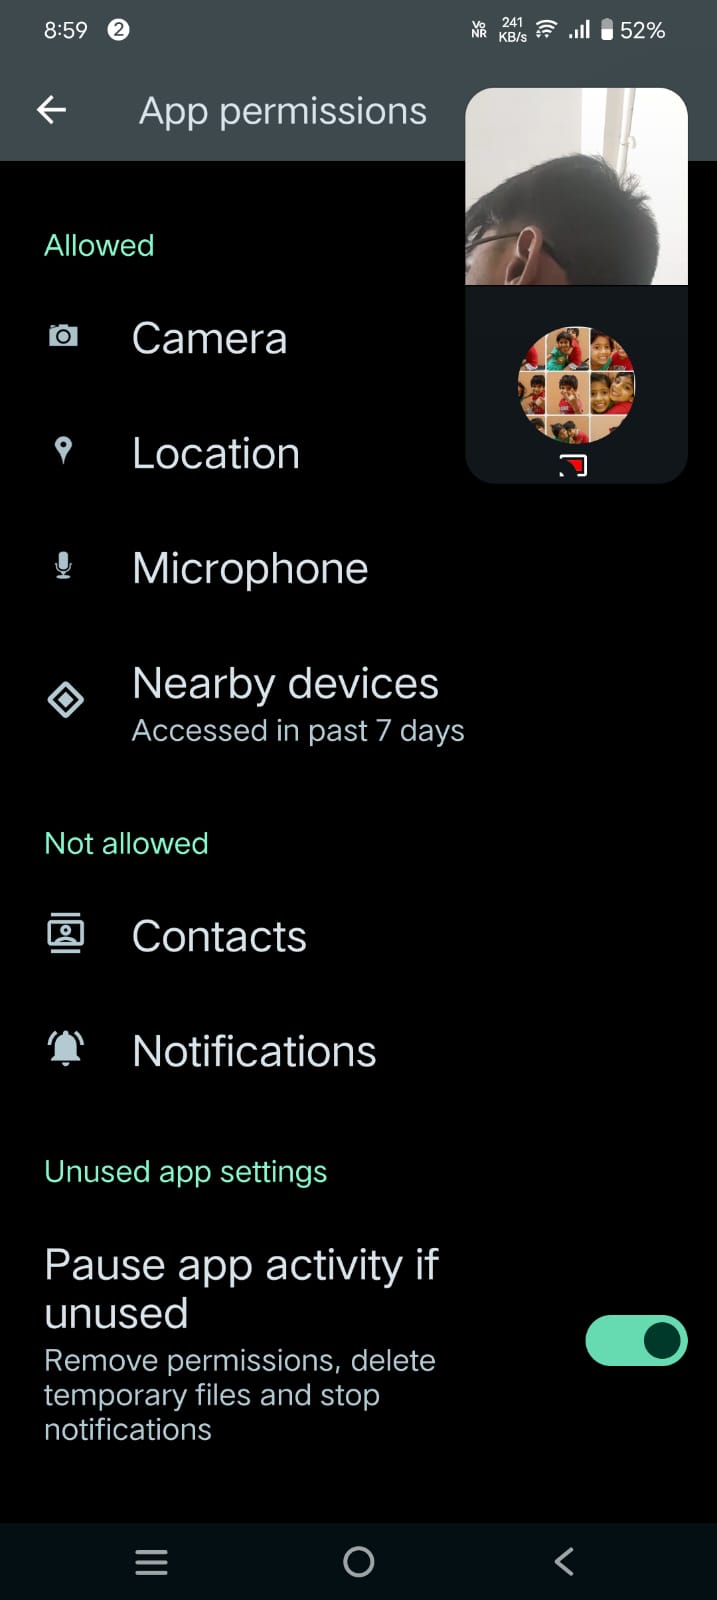 8:59 2 Vo NR 241 KB/s 52%
App permissions
Allowed
Camera
Location
Microphone
Nearby devices
Accessed in past 7 days
Not allowed
Contacts
Notifications
Unused app settings
Pause app activity if
unused
Remove permissions, delete
temporary files and stop
notifications